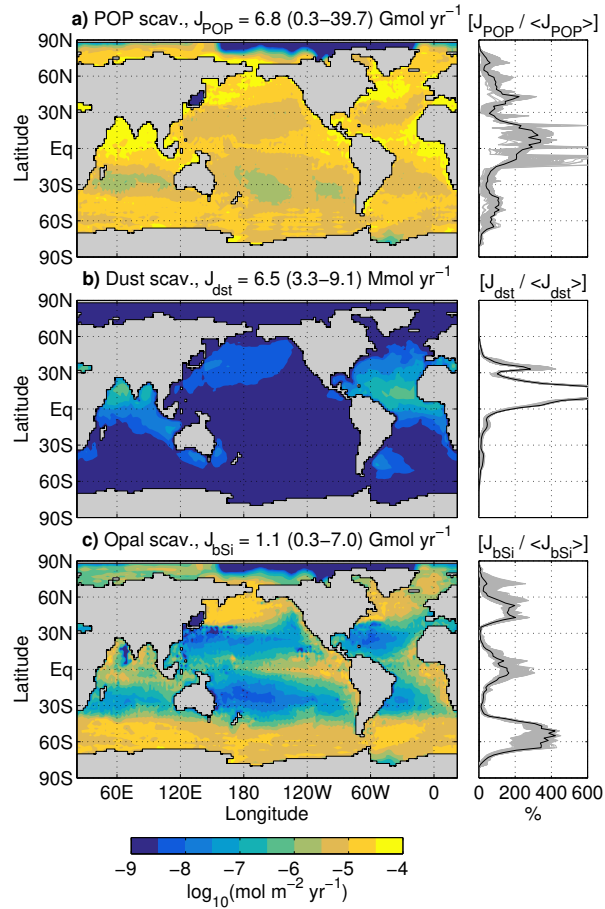 a) POP scav., J_POP = 6.8 (0.3−39.7) Gmol yr⁻¹
[J_POP / <J_POP>]
90N
60N
30N
Eq
30S
60S
90S
Latitude
b) Dust scav., J_dst = 6.5 (3.3−9.1) Mmol yr⁻¹
[J_dst / <J_dst>]
90N
60N
30N
Eq
30S
60S
90S
Latitude
c) Opal scav., J_bSi = 1.1 (0.3−7.0) Gmol yr⁻¹
[J_bSi / <J_bSi>]
90N
60N
30N
Eq
30S
60S
90S
Latitude
60E 120E 180W 120W 60W 0
Longitude
0 200 400 600
%
−9 −8 −7 −6 −5 −4
log₁₀(mol m⁻² yr⁻¹)